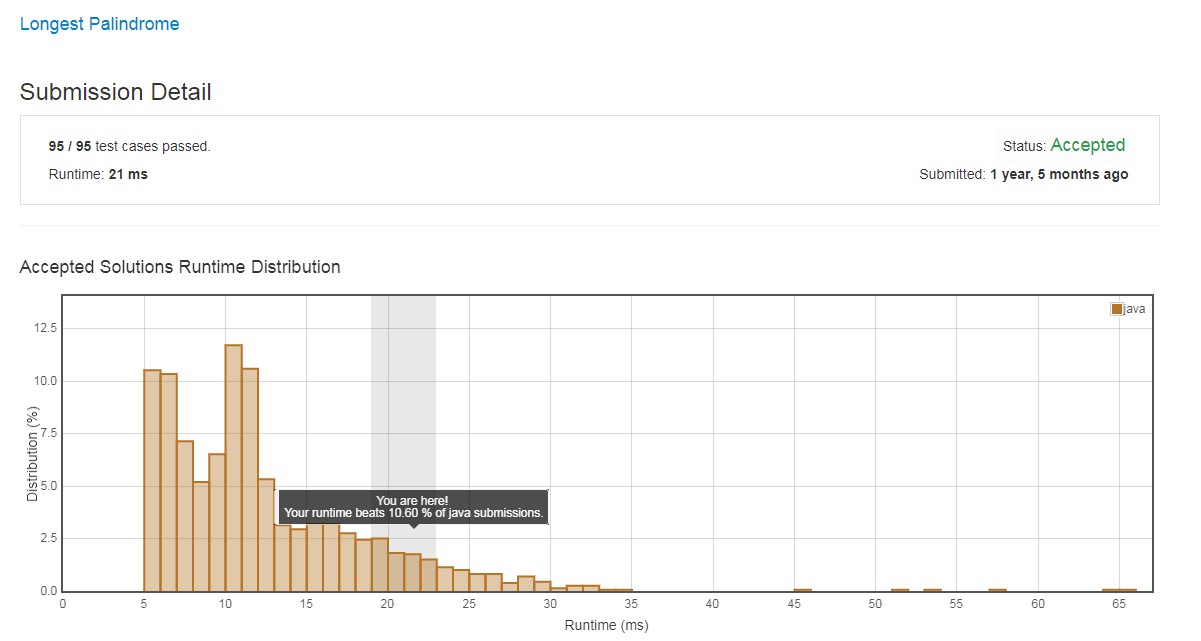 Longest Palindrome
Submission Detail
95 / 95 test cases passed.
Status: Accepted
Runtime: 21 ms
Submitted: 1 year, 5 months ago
Accepted Solutions Runtime Distribution
java
12.5
10.0
7.5
5.0
2.5
0.0
Distribution (%)
You are here!
Your runtime beats 10.60 % of java submissions.
0 5 10 15 20 25 30 35 40 45 50 55 60 65
Runtime (ms)